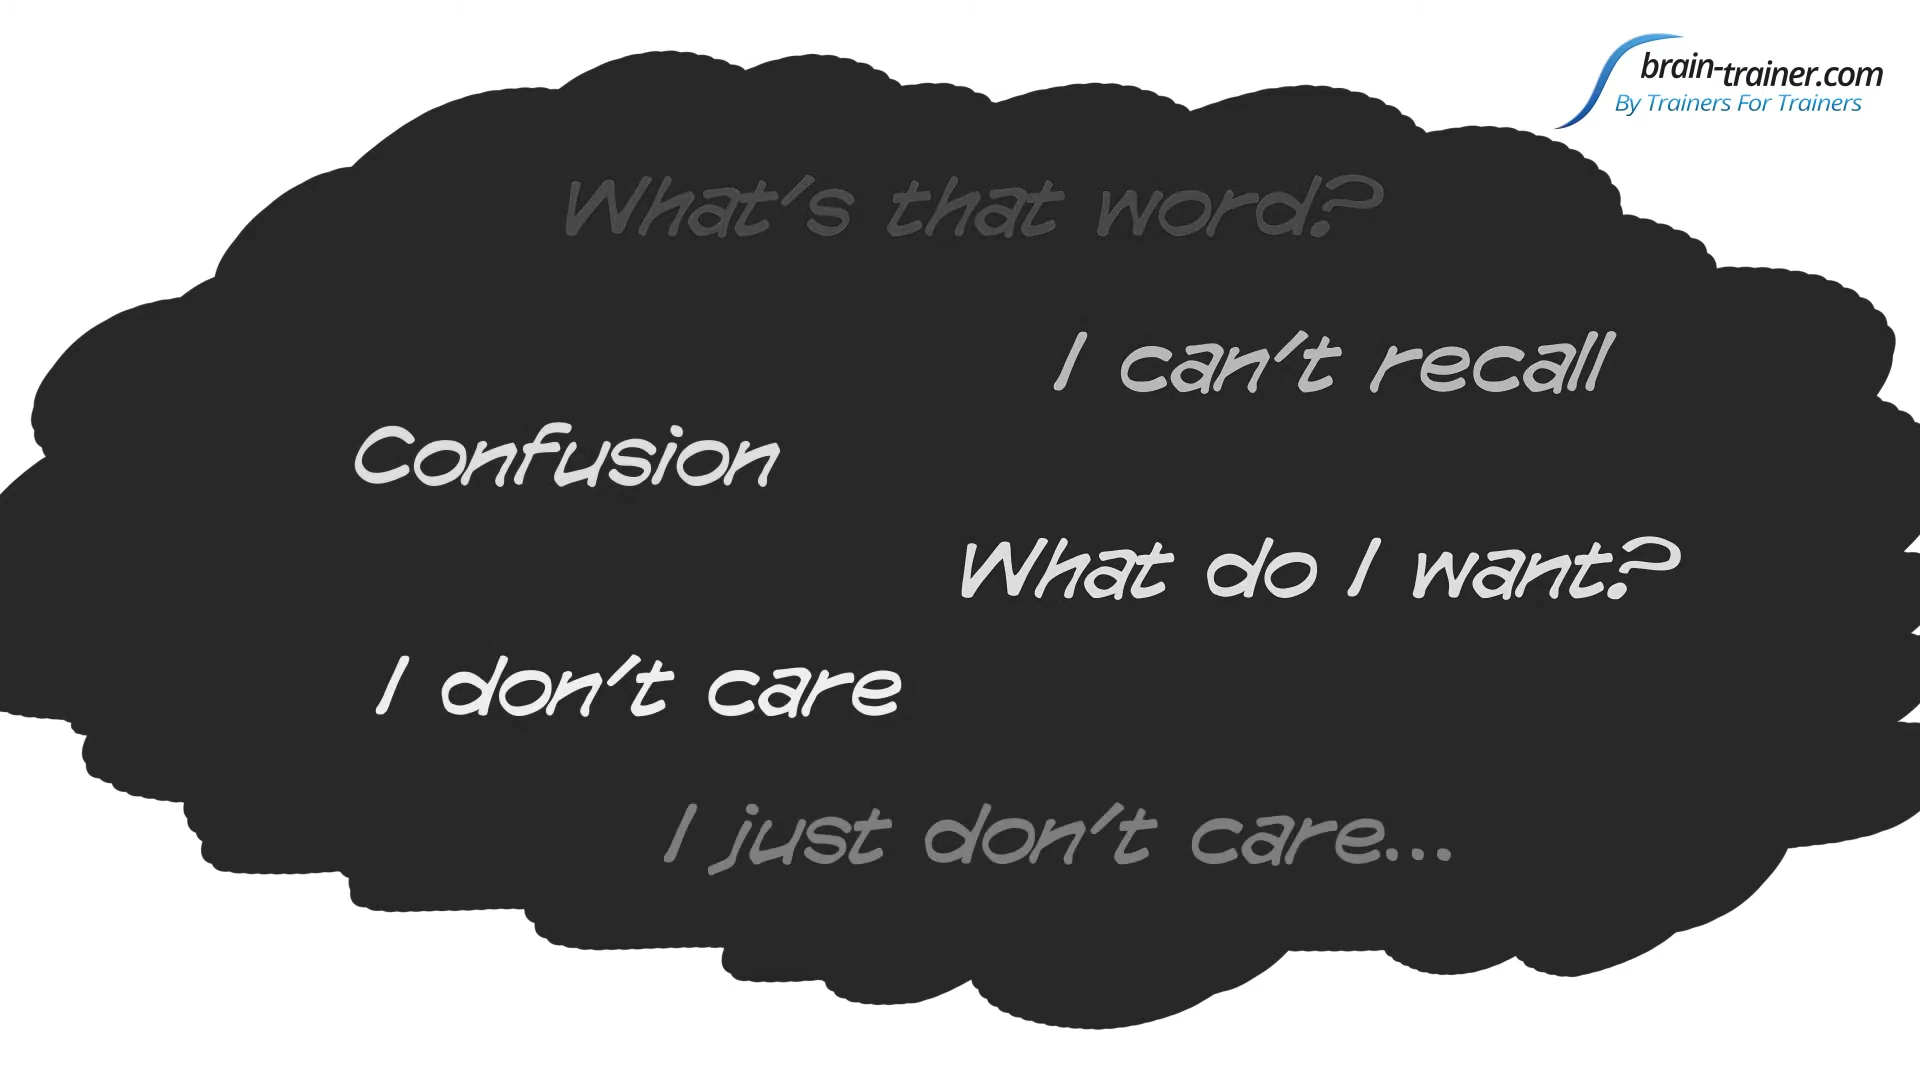 brain-trainer.com
By Trainers For Trainers
What's that word?
I can't recall
Confusion
What do I want?
I don't care
I just don't care...